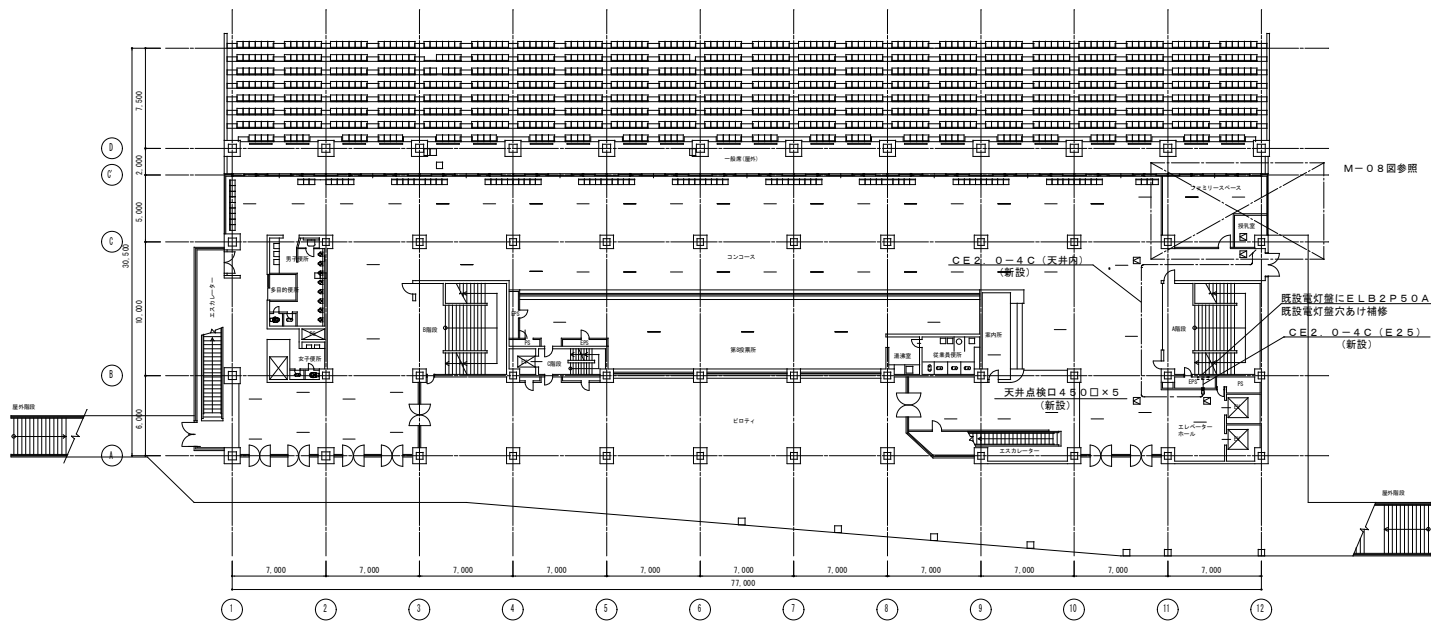 7,500
D
2,000
一般席(屋外)
C'
M－08図参照
ファミリースペース
5,000
授乳室
C
30,500
男子便所
コンコース
CE2．0－4C（天井内）
（新設）
エスカレーター
多目的便所
既設電灯盤にELB2P50A
既設電灯盤穴あけ補修
10,000
EPS
B階段
案内所
A階段
CE2．0－4C（E25）
（新設）
PS
EPS
第8投票所
湯沸室
従業員便所
女子便所
C階段
B
EPS
PS
天井点検口450□×5
（新設）
屋外階段
6,000
ピロティ
エレベーター
ホール
エスカレーター
A
屋外階段
7,000
7,000
7,000
7,000
7,000
7,000
7,000
7,000
7,000
7,000
7,000
77,000
1
2
3
4
5
6
7
8
9
10
11
12